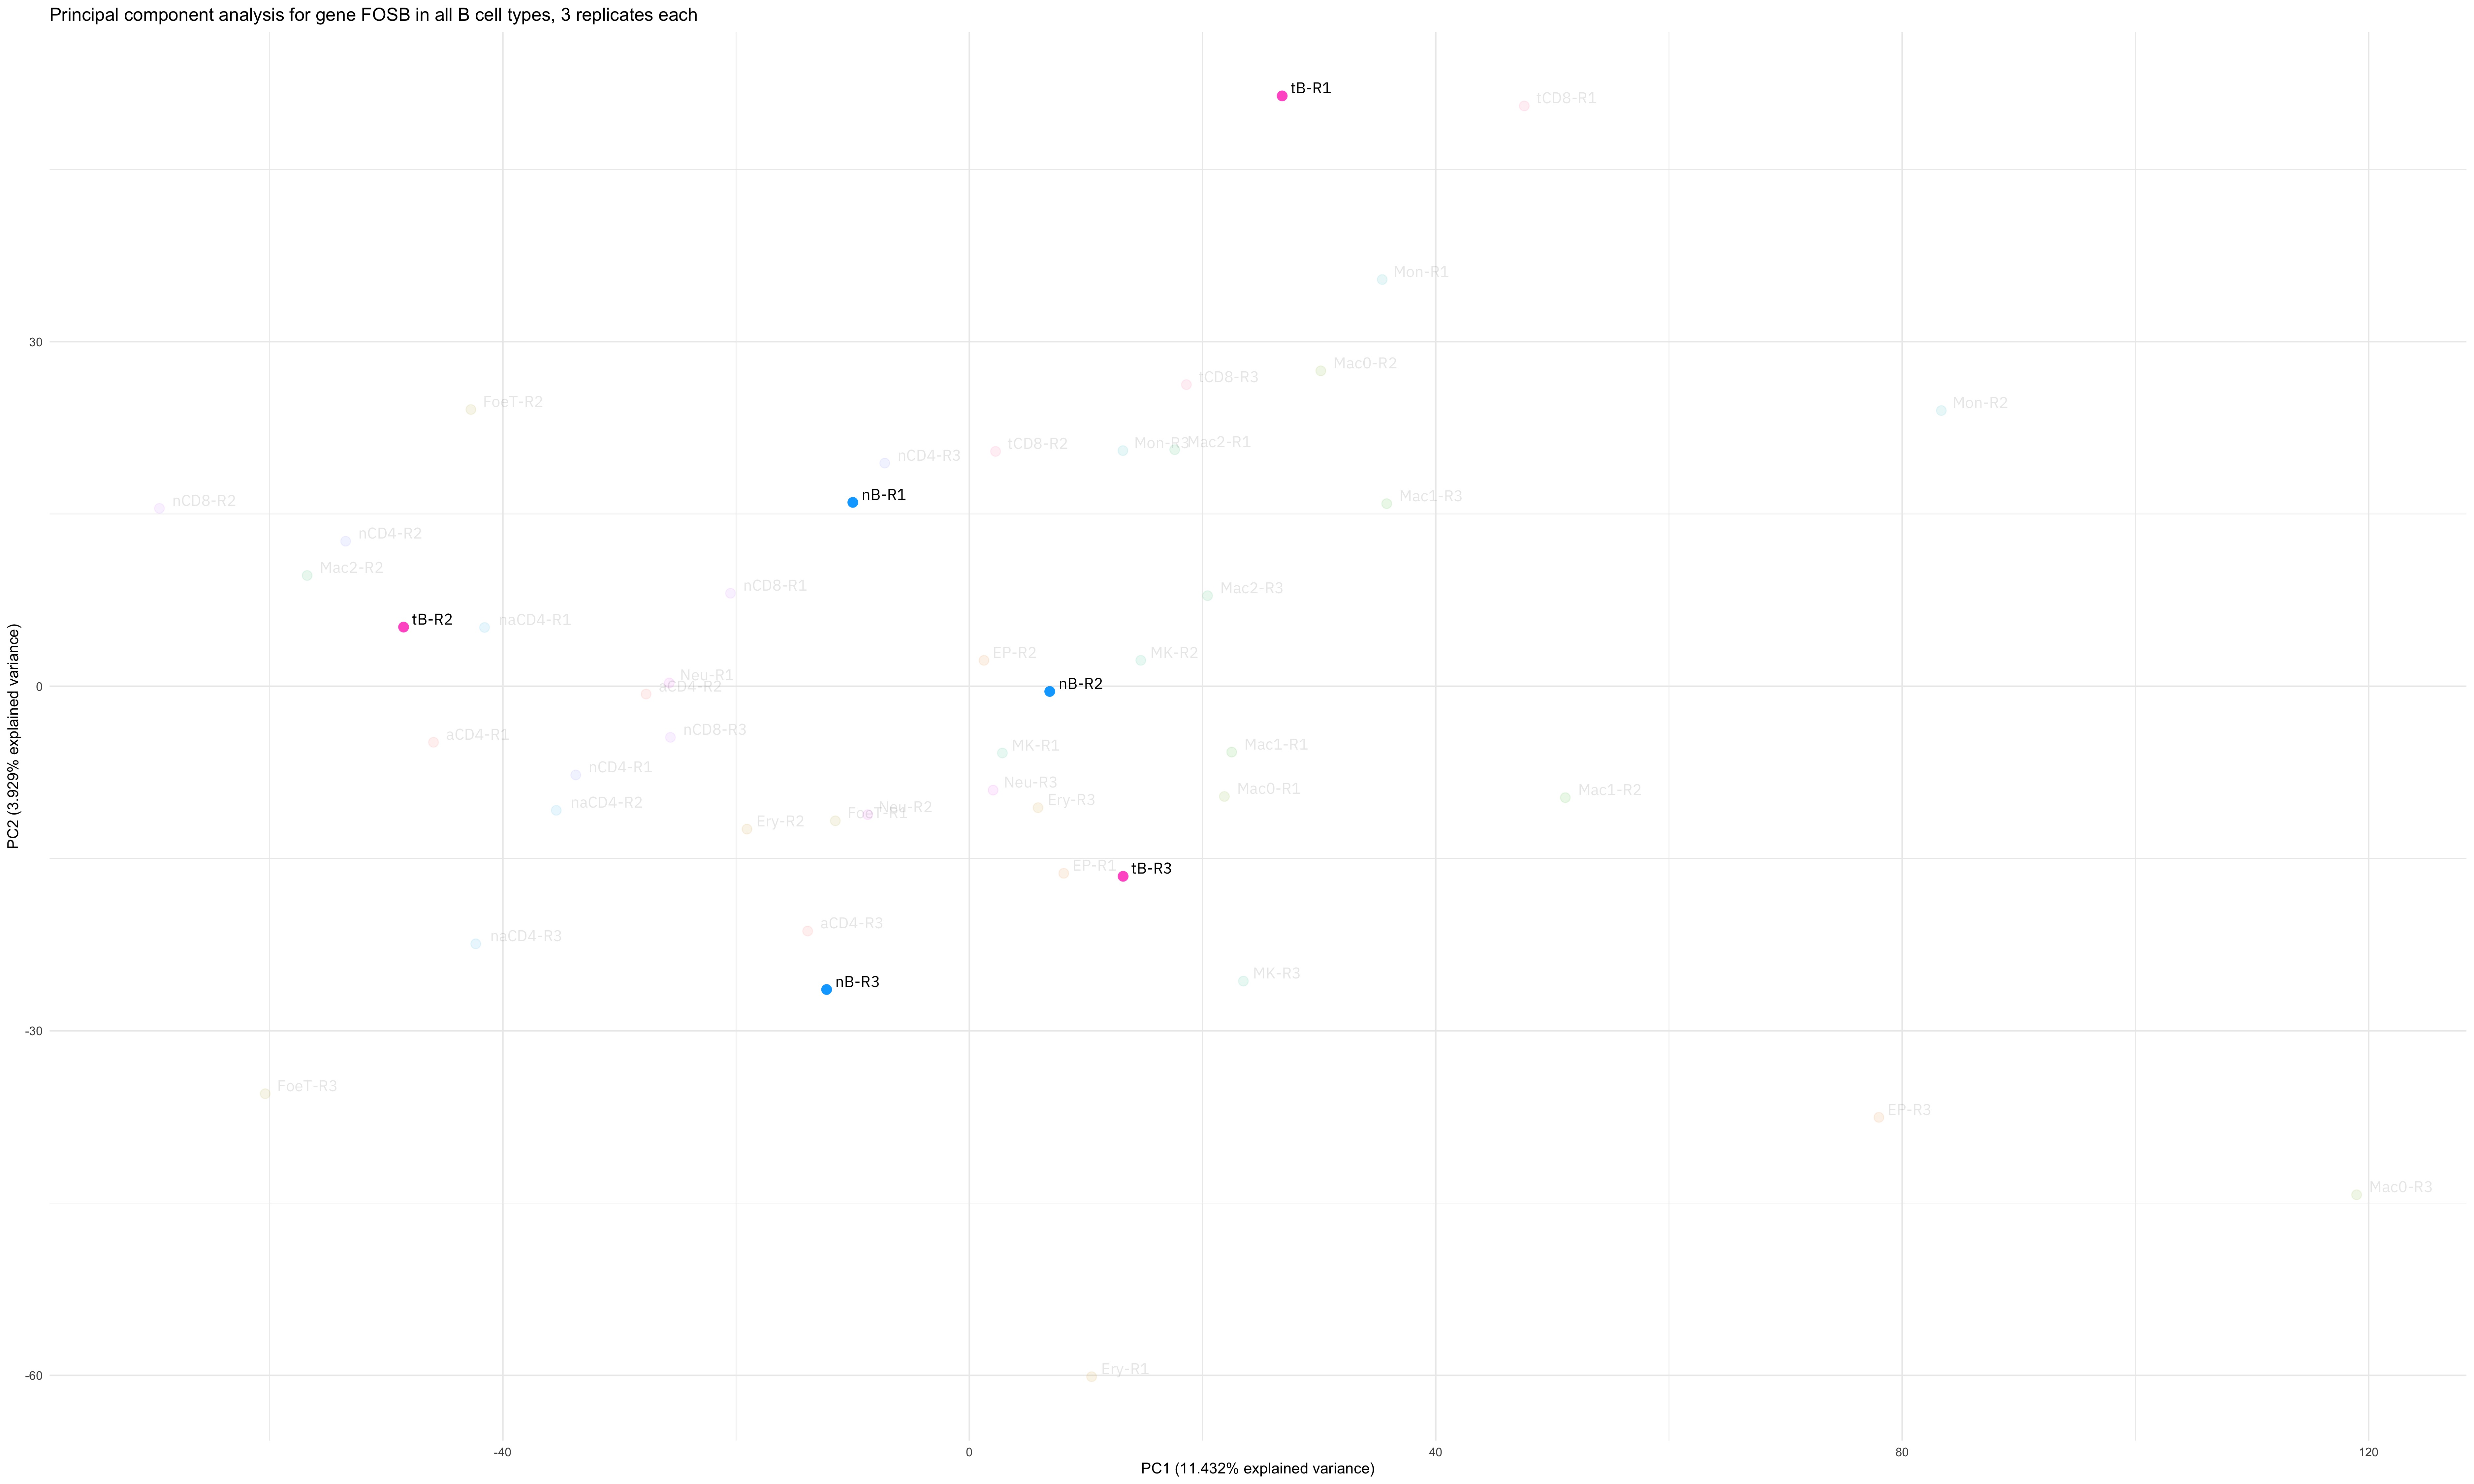 Principal component analysis for gene FOSB in all B cell types, 3 replicates each
tB-R1
tCD8-R1
Mon-R1
30
Mac0-R2
tCD8-R3
FoeT-R2
Mon-R2
tCD8-R2
Mon-R3
Mac2-R1
nCD4-R3
nB-R1
Mac1-R3
nCD8-R2
nCD4-R2
Mac2-R2
nCD8-R1
Mac2-R3
tB-R2
naCD4-R1
EP-R2
MK-R2
0
Neu-R1
aCD4-R2
nB-R2
aCD4-R1
nCD8-R3
MK-R1
Mac1-R1
nCD4-R1
Neu-R3
Mac0-R1
Mac1-R2
naCD4-R2
Ery-R3
Neu-R2
FoeT-R1
Ery-R2
EP-R1
tB-R3
aCD4-R3
naCD4-R3
nB-R3
MK-R3
-30
FoeT-R3
EP-R3
Mac0-R3
Ery-R1
-60
-40
0
40
80
120
PC1 (11.432% explained variance)
PC2 (3.929% explained variance)